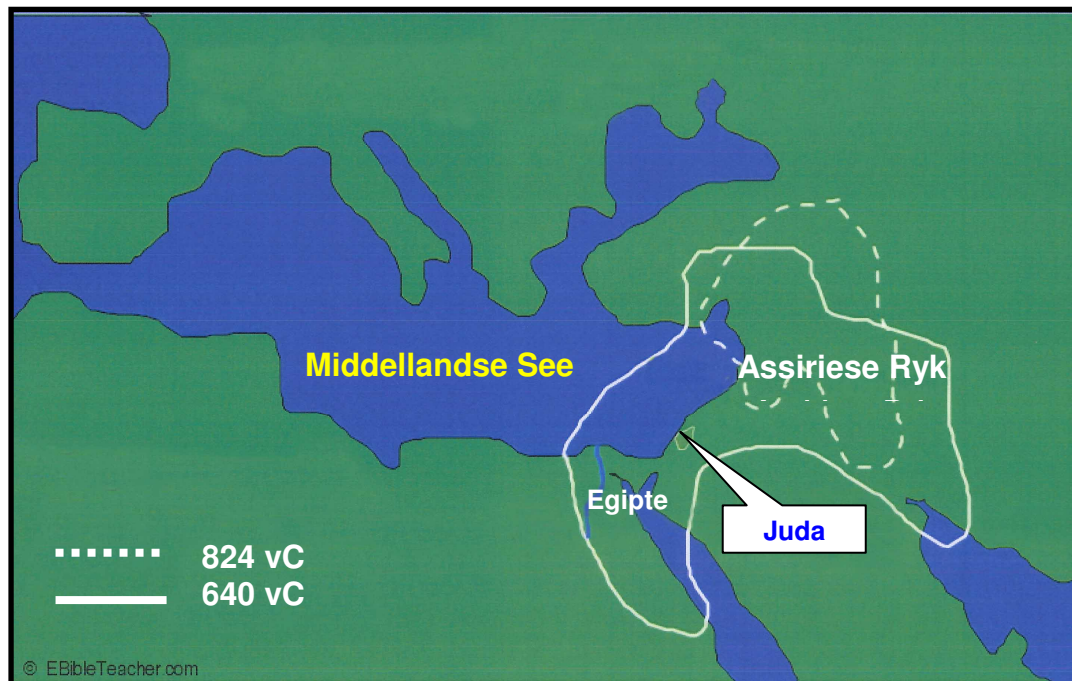 Middellandse See
Assiriese Ryk
Egipte
Juda
824 vC
640 vC
© EBibleTeacher.com